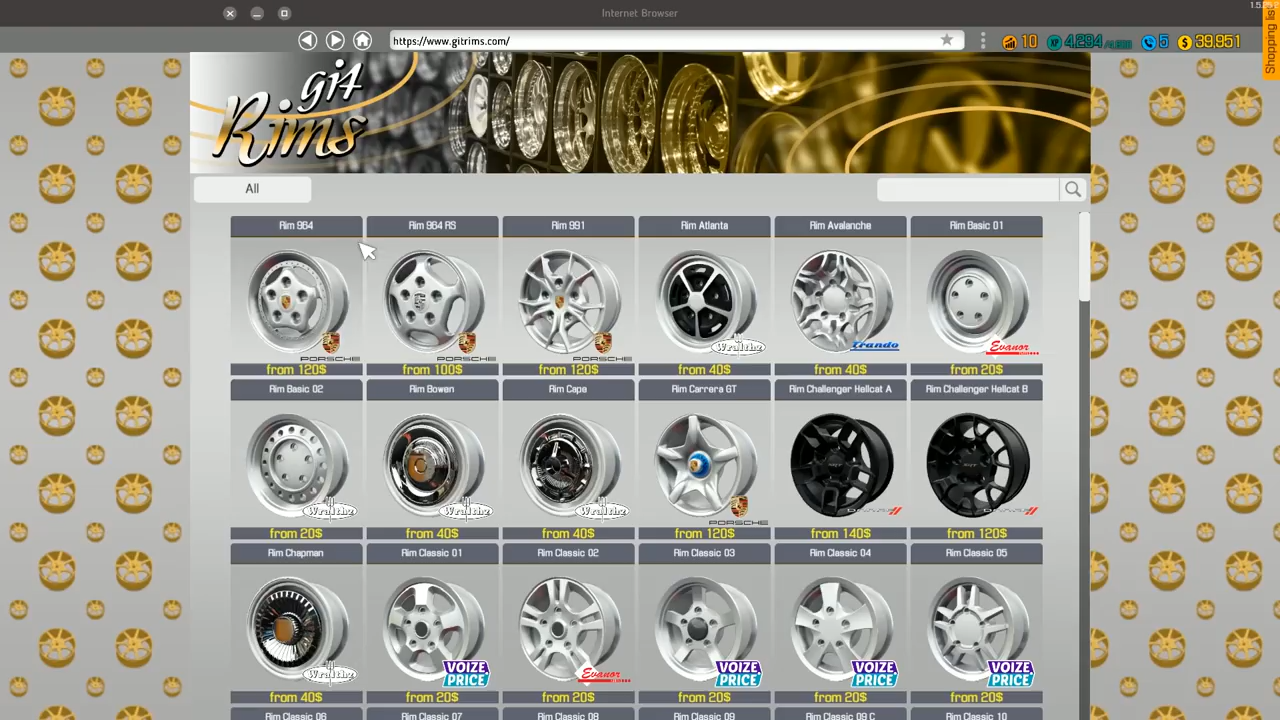 Internet Browser
1.5.25
Shopping list
https://www.gitrims.com/
10
XP 4,294
5
$ 39,951
git
Rims
All
Rim 964
Rim 964 RS
Rim 991
Rim Atlanta
Rim Avalanche
Rim Basic 01
PORSCHE
PORSCHE
PORSCHE
Evanor
from 120$
from 100$
from 120$
from 40$
from 40$
from 20$
Rim Basic 02
Rim Bowen
Rim Cape
Rim Carrera GT
Rim Challenger Hellcat A
Rim Challenger Hellcat B
PORSCHE
from 20$
from 40$
from 40$
from 120$
from 140$
from 120$
Rim Chapman
Rim Classic 01
Rim Classic 02
Rim Classic 03
Rim Classic 04
Rim Classic 05
VOIZE PRICE
Evanor
VOIZE PRICE
VOIZE PRICE
VOIZE PRICE
from 40$
from 20$
from 20$
from 20$
from 20$
from 20$
Rim Classic 06
Rim Classic 07
Rim Classic 08
Rim Classic 09
Rim Classic 09 C
Rim Classic 10